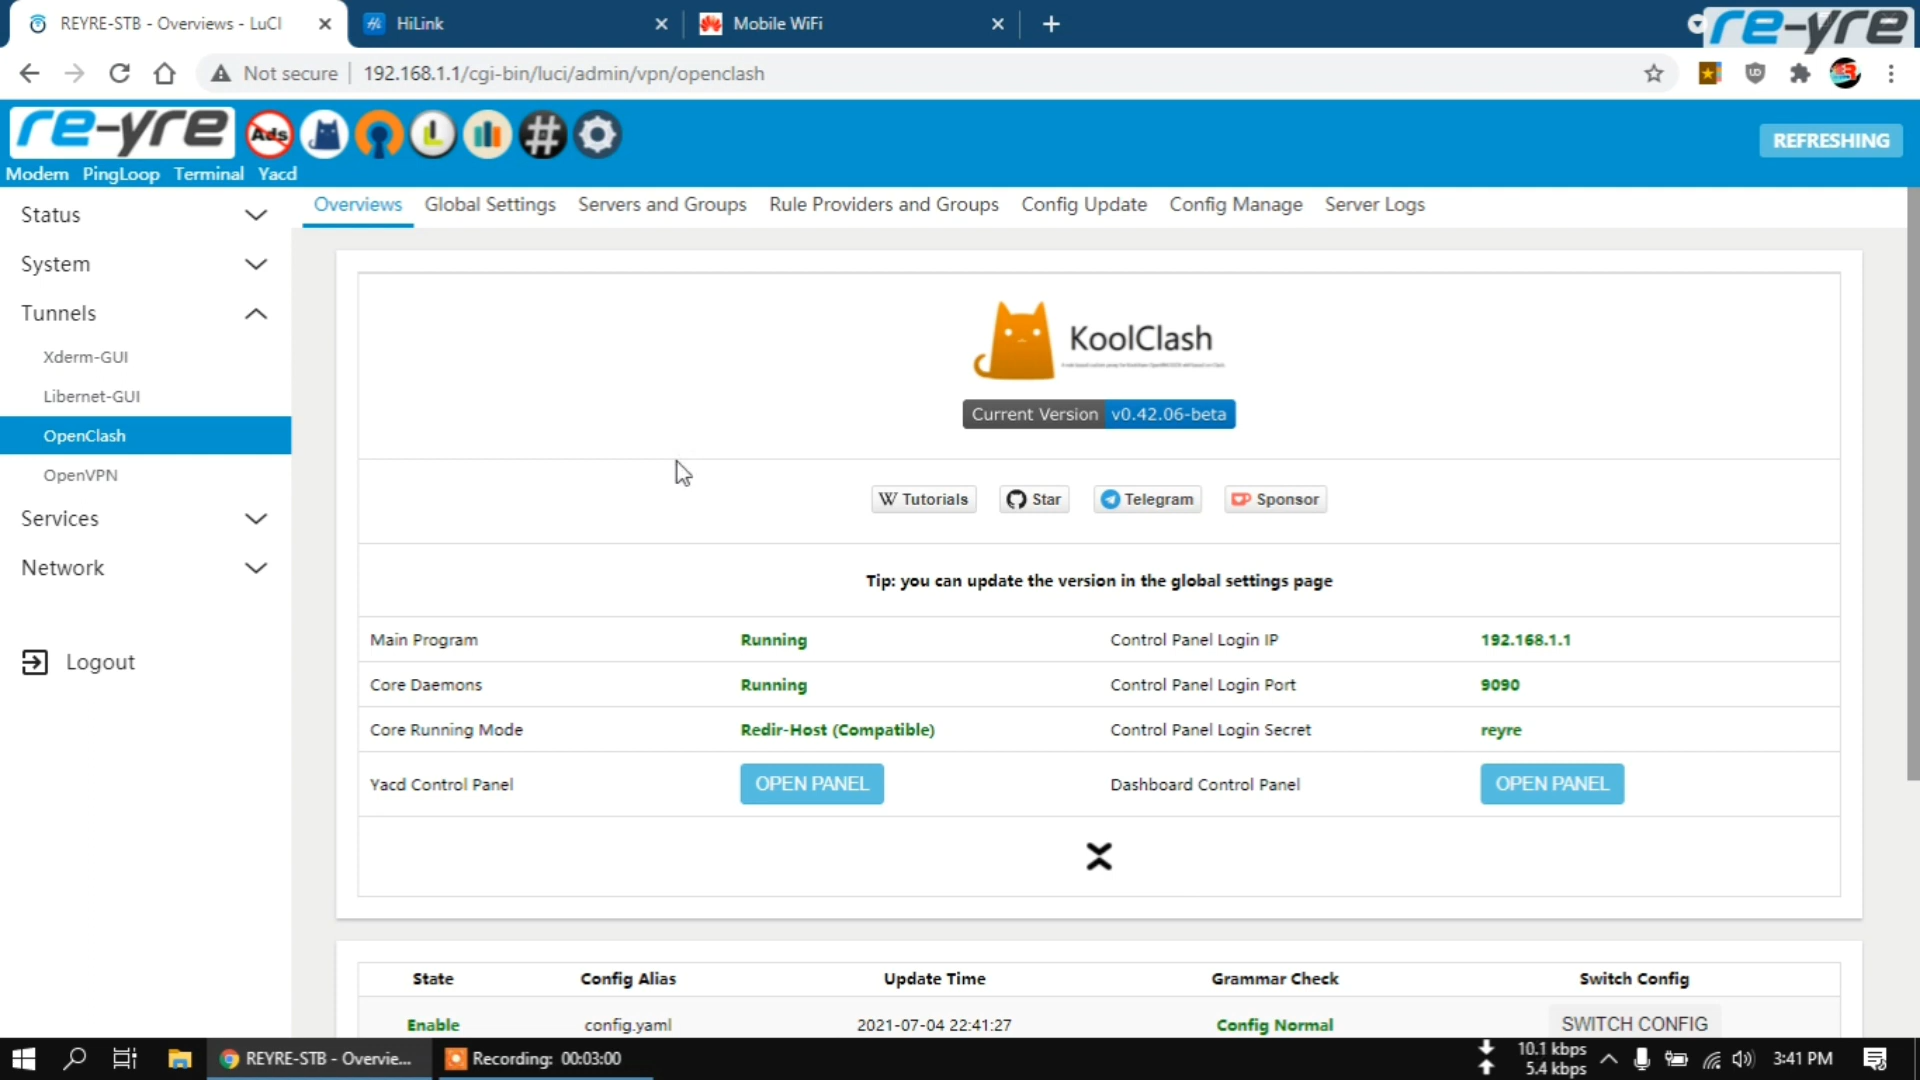 REYRE-STB - Overviews - LuCI
HiLink
Mobile WiFi
re-yre
Not secure
192.168.1.1/cgi-bin/luci/admin/vpn/openclash
re-yre
Ads
REFRESHING
Modem PingLoop Terminal Yacd
Status
System
Tunnels
Xderm-GUI
Libernet-GUI
OpenClash
OpenVPN
Services
Network
Logout
Overviews Global Settings Servers and Groups Rule Providers and Groups Config Update Config Manage Server Logs
KoolClash
Current Version v0.42.06-beta
Tutorials Star Telegram Sponsor
Tip: you can update the version in the global settings page
Main Program Running Control Panel Login IP 192.168.1.1
Core Daemons Running Control Panel Login Port 9090
Core Running Mode Redir-Host (Compatible) Control Panel Login Secret reyre
Yacd Control Panel OPEN PANEL Dashboard Control Panel OPEN PANEL
State Config Alias Update Time Grammar Check Switch Config
Enable config.yaml 2021-07-04 22:41:27 Config Normal SWITCH CONFIG
REYRE-STB - Overvie...
Recording: 00:03:00
10.1 kbps
5.4 kbps
3:41 PM